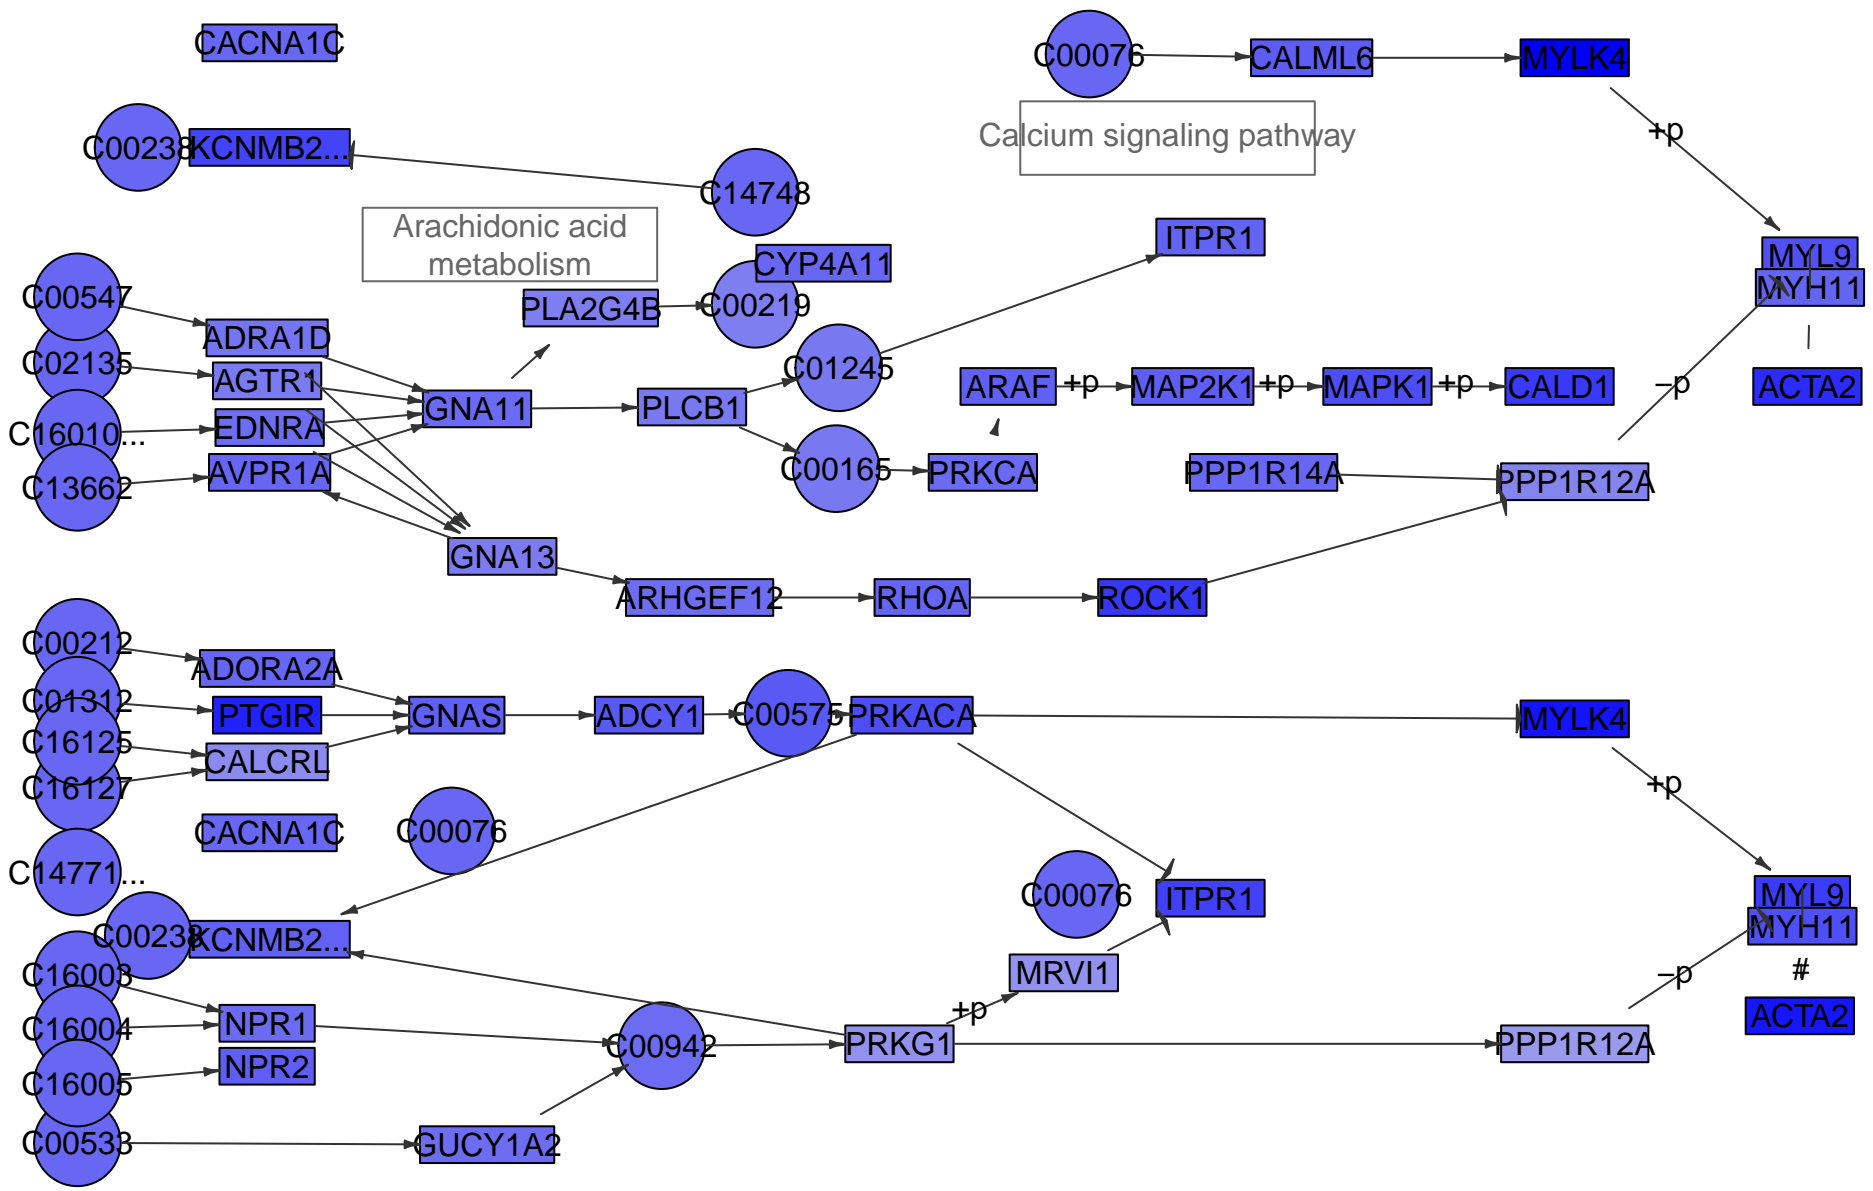 CACNA1C
C00076
CALML6
MYLK4
Calcium signaling pathway
+p
C00238
KCNMB2...
C14748
Arachidonic acid
metabolism
ITPR1
CYP4A11
MYL9
MYH11
C00547
PLA2G4B
C00219
ADRA1D
C02135
AGTR1
C01245
ARAF
+p
MAP2K1
+p
MAPK1
+p
CALD1
–p
ACTA2
GNA11
PLCB1
C16010...
EDNRA
C00165
PRKCA
PPP1R14A
PPP1R12A
C13662
AVPR1A
GNA13
ARHGEF12
RHOA
ROCK1
C00212
ADORA2A
C01312
PTGIR
GNAS
ADCY1
C00575
PRKACA
MYLK4
C16125
CALCRL
C16127
+p
CACNA1C
C00076
C14771...
C00076
ITPR1
MYL9
MYH11
C00238
KCNMB2...
C16003
MRVI1
–p
#
+p
ACTA2
C16004
NPR1
C00942
PRKG1
PPP1R12A
NPR2
C16005
C00533
GUCY1A2